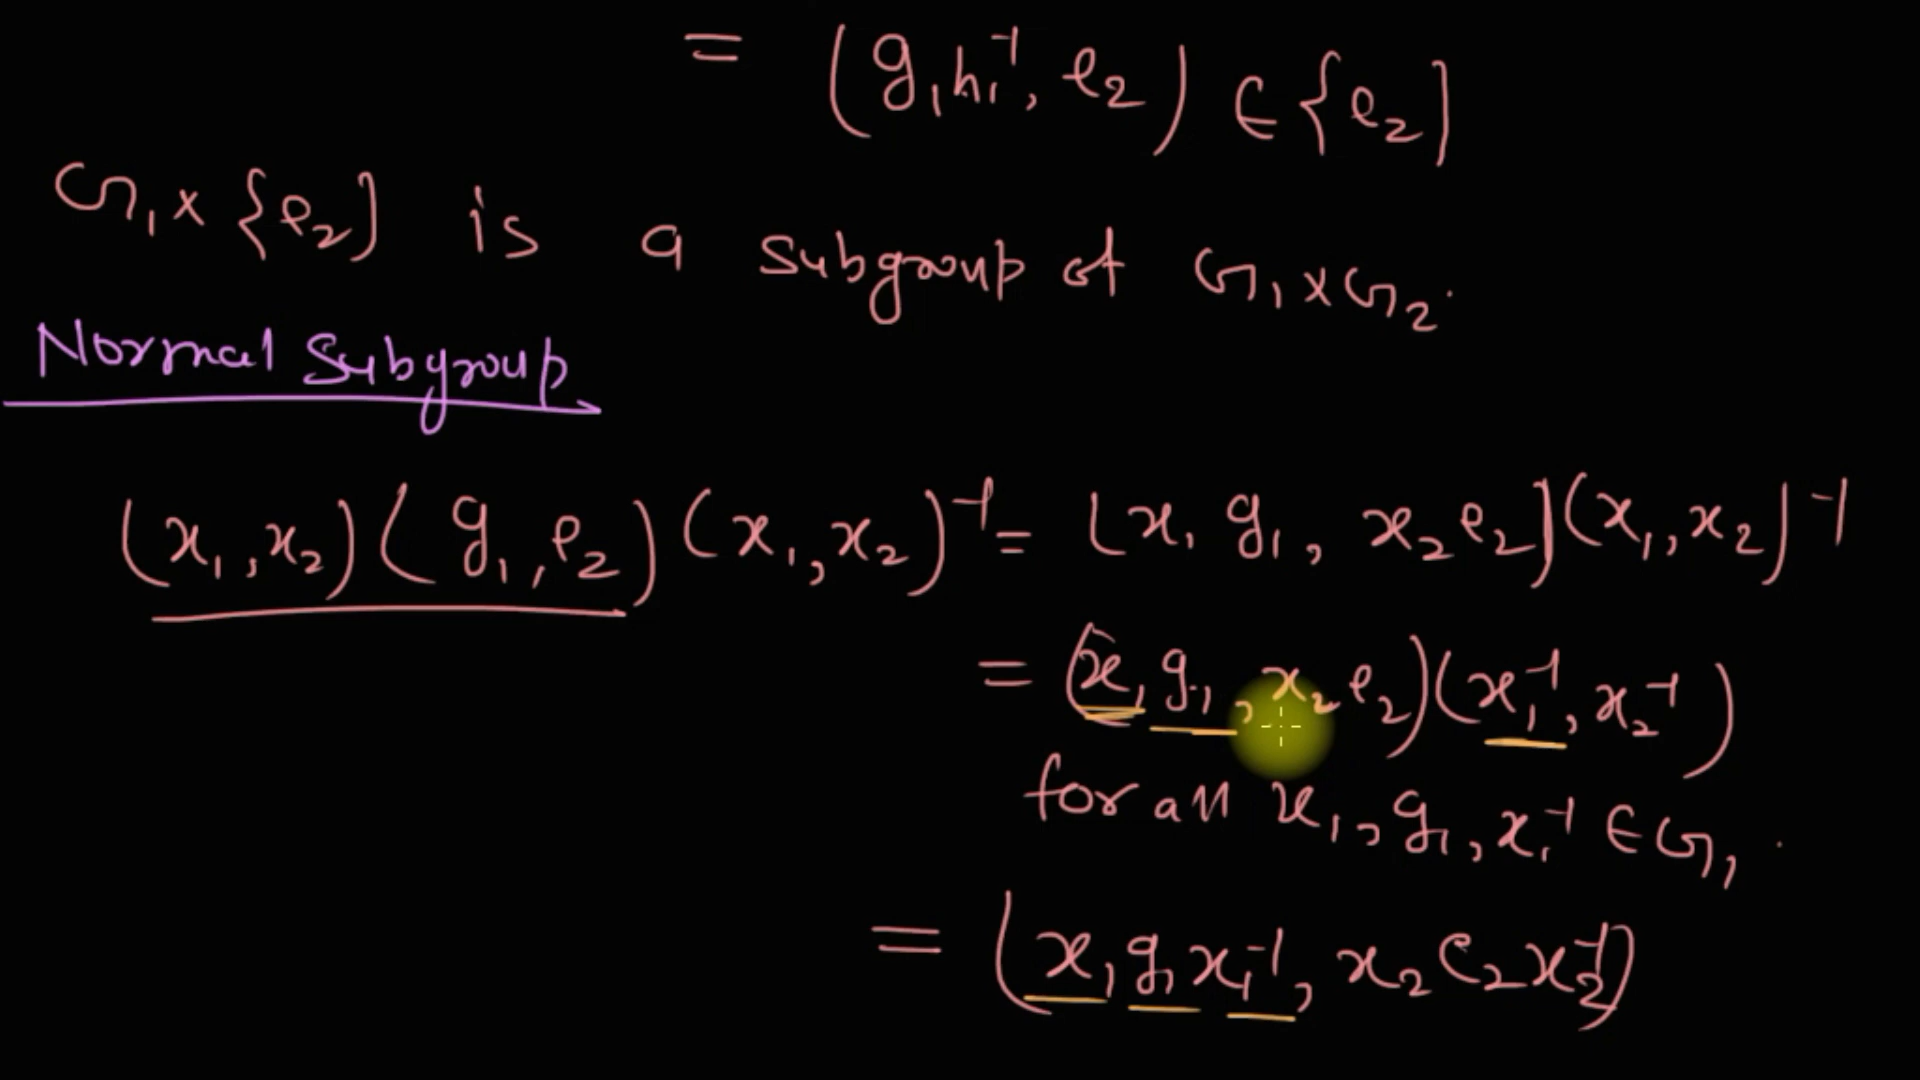 = (g₁h₁⁻¹, e₂) ∈ {e₂}
G₁ × {e₂} is a subgroup of G₁ × G₂.
Normal Subgroup
(x₁, x₂)(g₁, e₂)(x₁, x₂)⁻¹ = (x₁ g₁, x₂e₂)(x₁, x₂)⁻¹
= (x₁ g₁, x₂e₂)(x₁⁻¹, x₂⁻¹)
for all x₁, g₁, x₁⁻¹ ∈ G₁.
= (x₁g₁x₁⁻¹, x₂e₂x₂⁻¹)